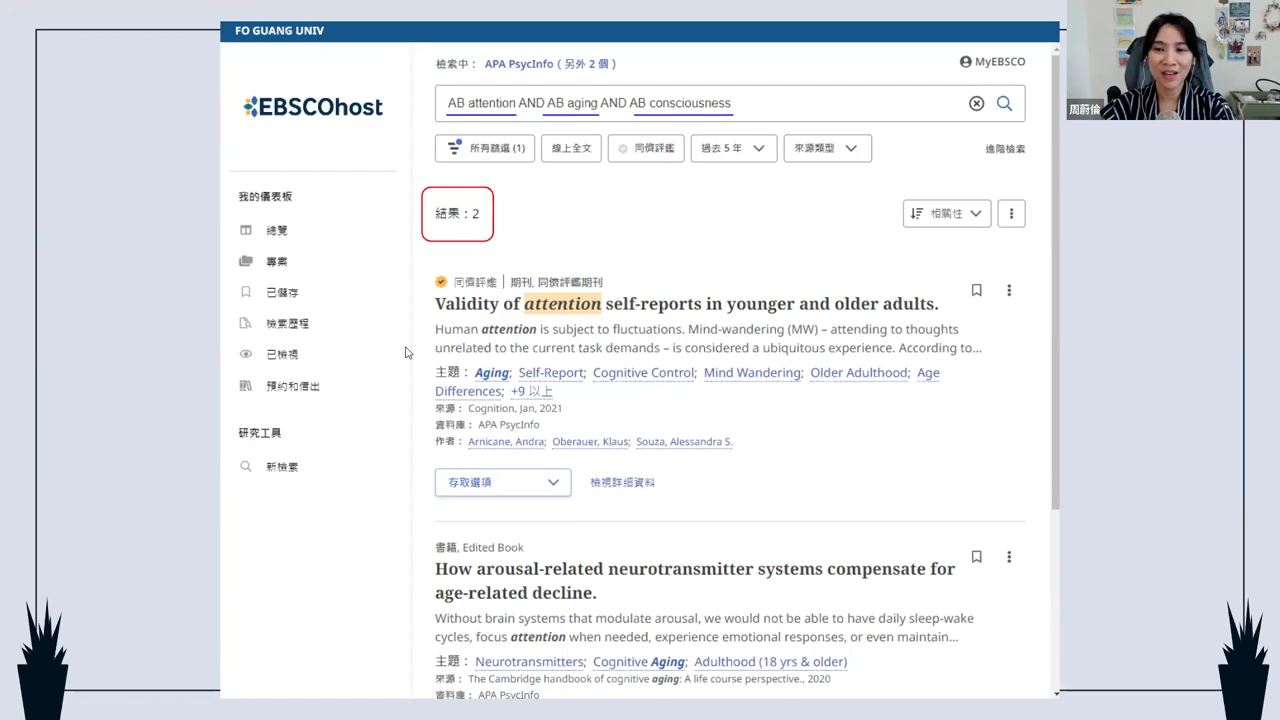 FO GUANG UNIV
檢索中： APA PsycInfo ( 另外 2 個 )
MyEBSCO
周蔚倫
EBSCOhost
AB attention AND AB aging AND AB consciousness
所有篩選 (1)
線上全文
同儕評鑑
過去 5 年
來源類型
進階檢索
我的儀表板
總覽
專案
已儲存
檢索歷程
已檢視
預約和借出
研究工具
新檢索
結果：2
相關性
同儕評鑑 | 期刊, 同儕評鑑期刊
Validity of attention self-reports in younger and older adults.
Human attention is subject to fluctuations. Mind-wandering (MW) – attending to thoughts
unrelated to the current task demands – is considered a ubiquitous experience. According to...
主題： Aging; Self-Report; Cognitive Control; Mind Wandering; Older Adulthood; Age
Differences; +9 以上
來源： Cognition, Jan, 2021
資料庫： APA PsycInfo
作者： Arnicane, Andra; Oberauer, Klaus; Souza, Alessandra S.
存取選項
檢視詳細資料
書籍, Edited Book
How arousal-related neurotransmitter systems compensate for
age-related decline.
Without brain systems that modulate arousal, we would not be able to have daily sleep-wake
cycles, focus attention when needed, experience emotional responses, or even maintain...
主題： Neurotransmitters; Cognitive Aging; Adulthood (18 yrs & older)
來源： The Cambridge handbook of cognitive aging: A life course perspective., 2020
資料庫： APA PsycInfo